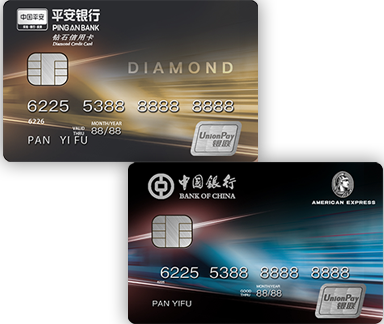 中国平安
平安银行
PING AN BANK
钻石信用卡
Diamond Credit Card
DIAMOND
6225 5388 8888 8888
6226
VALID THRU
MONTH/YEAR
88/88
PAN YI FU
UnionPay
银联
中国银行
BANK OF CHINA
AMERICAN EXPRESS
6225 5388 8888 8888
GOOD THRU
MONTH/YEAR
88/88
PAN YIFU
UnionPay
银联